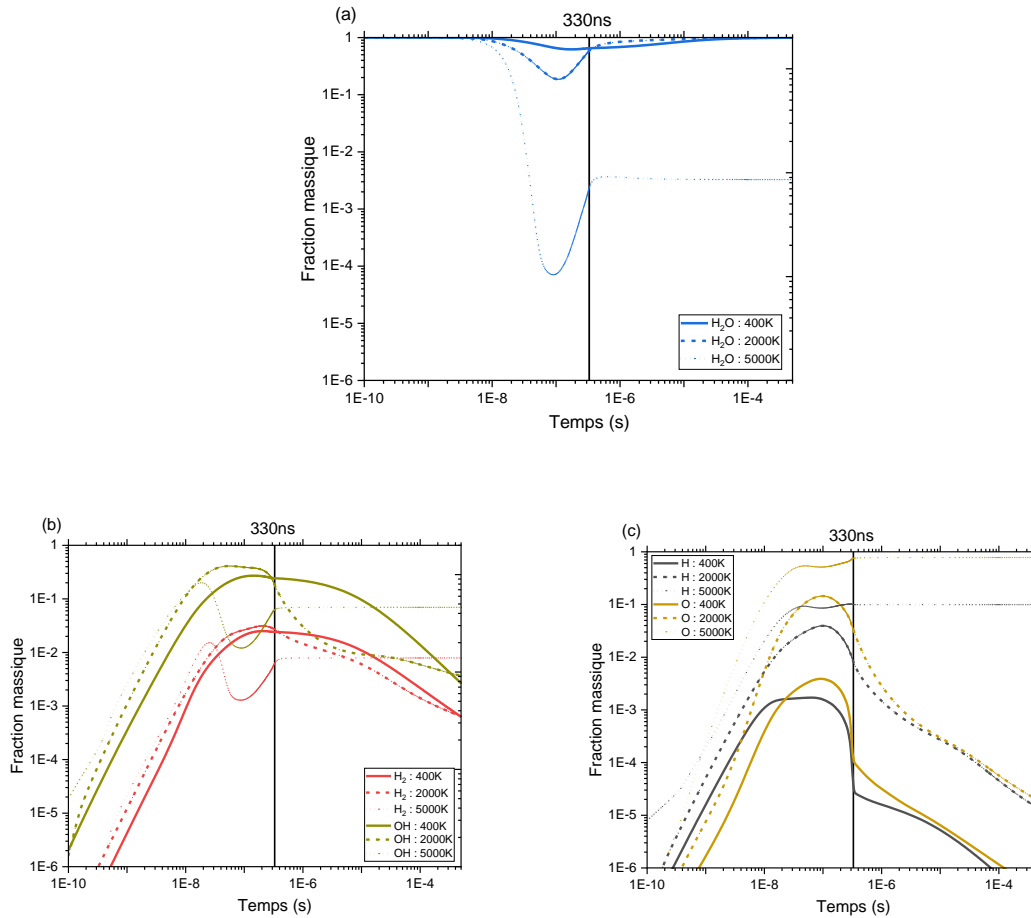 (a)
330ns
1
1E-1
1E-2
1E-3
1E-4
1E-5
1E-6
Fraction massique
H₂O : 400K
H₂O : 2000K
H₂O : 5000K
1E-10
1E-8
1E-6
1E-4
Temps (s)
(b)
330ns
1
1E-1
1E-2
1E-3
1E-4
1E-5
1E-6
Fraction massique
H₂ : 400K
H₂ : 2000K
H₂ : 5000K
OH : 400K
OH : 2000K
OH : 5000K
1E-10
1E-8
1E-6
1E-4
Temps (s)
(c)
330ns
1
1E-1
1E-2
1E-3
1E-4
1E-5
1E-6
Fraction massique
H : 400K
H : 2000K
H : 5000K
O : 400K
O : 2000K
O : 5000K
1E-10
1E-8
1E-6
1E-4
Temps (s)